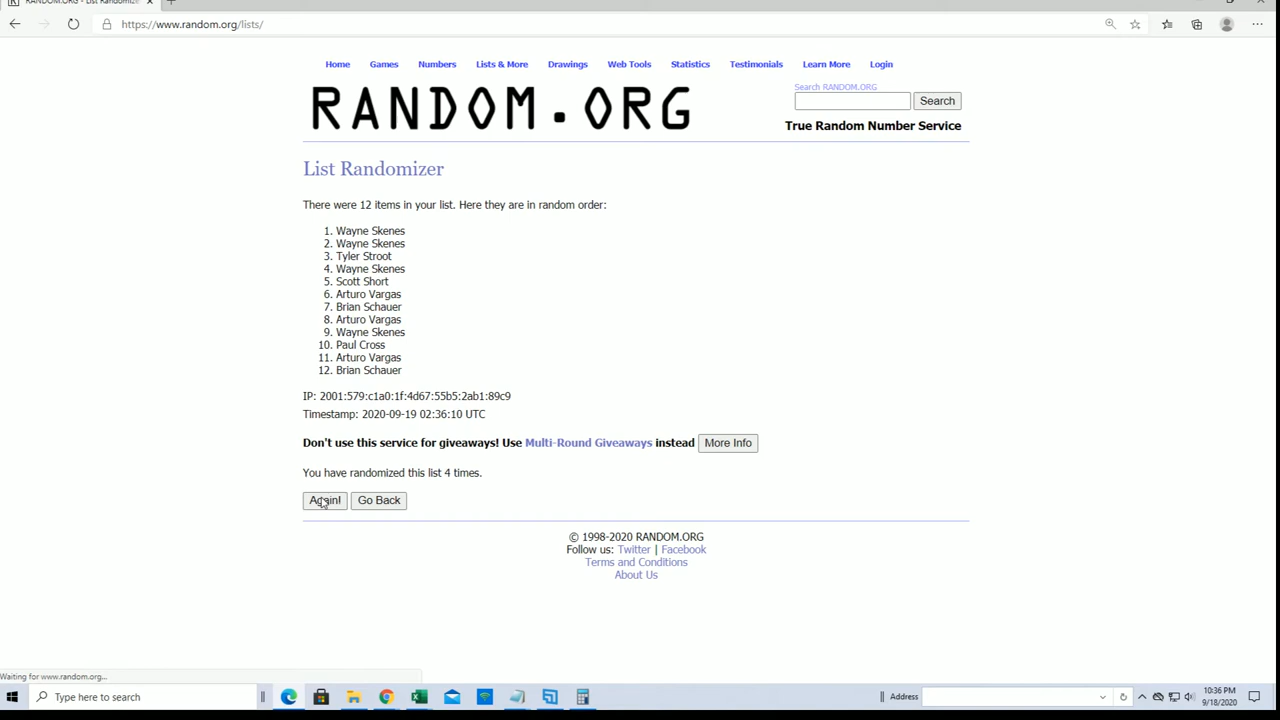 RANDOM.ORG - List Randomiz
https://www.random.org/lists/
Home Games Numbers Lists & More Drawings Web Tools Statistics Testimonials Learn More Login
RANDOM.ORG
Search RANDOM.ORG
Search
True Random Number Service
List Randomizer
There were 12 items in your list. Here they are in random order:
1. Wayne Skenes
2. Wayne Skenes
3. Tyler Stroot
4. Wayne Skenes
5. Scott Short
6. Arturo Vargas
7. Brian Schauer
8. Arturo Vargas
9. Wayne Skenes
10. Paul Cross
11. Arturo Vargas
12. Brian Schauer
IP: 2001:579:c1a0:1f:4d67:55b5:2ab1:89c9
Timestamp: 2020-09-19 02:36:10 UTC
Don't use this service for giveaways! Use Multi-Round Giveaways instead More Info
You have randomized this list 4 times.
Again! Go Back
© 1998-2020 RANDOM.ORG
Follow us: Twitter | Facebook
Terms and Conditions
About Us
Waiting for www.random.org...
Type here to search
Address
10:36 PM
9/18/2020